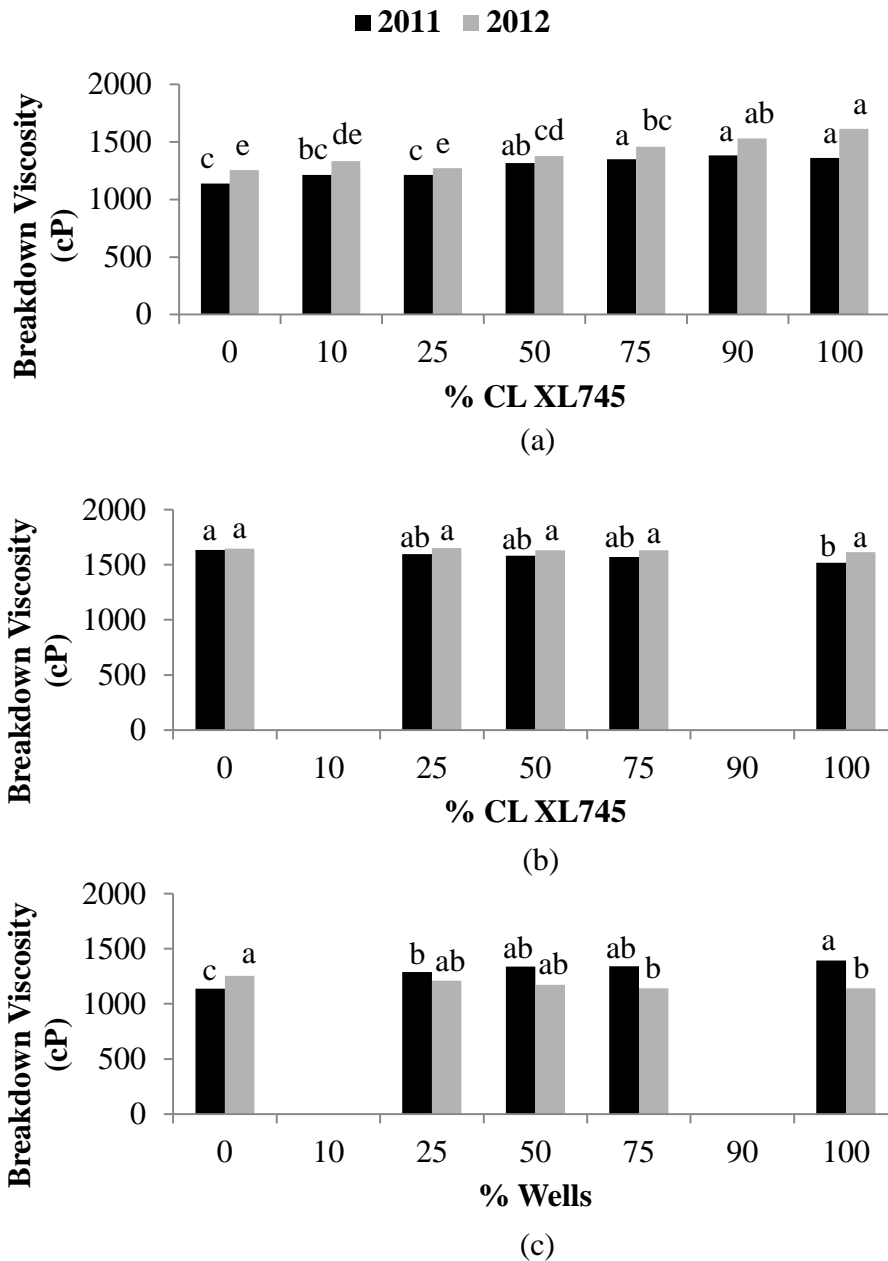 2011 2012
2000
1500
1000
500
0
Breakdown Viscosity
(cP)
c e bc de c e ab cd a bc a ab a a
0 10 25 50 75 90 100
% CL XL745
(a)
2000
1500
1000
500
0
Breakdown Viscosity
(cP)
a a ab a ab a ab a b a
0 10 25 50 75 90 100
% CL XL745
(b)
2000
1500
1000
500
0
Breakdown Viscosity
(cP)
c a b ab ab ab ab b a b
0 10 25 50 75 90 100
% Wells
(c)